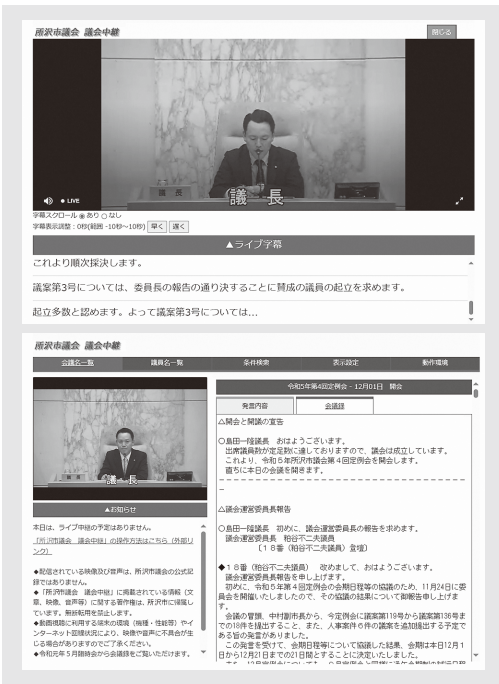 所沢市議会 議会中継
閉じる
議 長
議 長
● LIVE
字幕スクロール ◉ あり ○ なし
字幕表示調整:0秒(範囲 -10秒~10秒) 早く 遅く
▲ライブ字幕
これより順次採決します。
議案第3号については、委員長の報告の通り決することに賛成の議員の起立を求めます。
起立多数と認めます。よって議案第3号については...
所沢市議会 議会中継
会議名一覧 議員名一覧 条件検索 表示設定 動作環境
議 長
▲お知らせ
本日は、ライブ中継の予定はありません。
「所沢市議会 議会中継」の操作方法はこちら(外部リ
ンク)
◆配信されている映像及び音声は、所沢市議会の公式記
録ではありません。
◆「所沢市議会 議会中継」に掲載されている情報(文
章、映像、音声等)に関する著作権は、所沢市に帰属し
ています。無断転用を禁止します。
◆動画視聴に利用する端末の環境(機種・性能等)やイ
ンターネット回線状況により、映像や音声に不具合が生
じる場合がありますのでご了承ください。
◆令和元年5月臨時会から会議録をご覧いただけます。
令和5年第4回定例会 - 12月01日 開会
発言内容 会議録
△開会と開議の宣告
○島田一隆議長 おはようございます。
出席議員数が定足数に達しておりますので、議会は成立しています。
これより、令和5年所沢市議会第4回定例会を開会します。
直ちに本日の会議を開きます。
△議会運営委員長報告
○島田一隆議長 初めに、議会運営委員長の報告を求めます。
議会運営委員長 粕谷不二夫議員
〔18番(粕谷不二夫議員)登壇〕
◆18番(粕谷不二夫議員) 改めまして、おはようございます。
議会運営委員長報告を申し上げます。
初めに、令和5年第4回定例会の会期日程等の協議のため、11月24日に委
員会を開催いたしましたので、その協議の結果について御報告申し上げま
す。
会議の冒頭、中村副市長から、今定例会に議案第119号から議案第136号ま
での18件を提出すること、また、人事案件6件の議案を追加提出する予定で
ある旨の発言がありました。
この発言を受けて、会期日程等について協議した結果、会期は本日12月1
日から12月21日までの21日間とすることに決定いたしました。